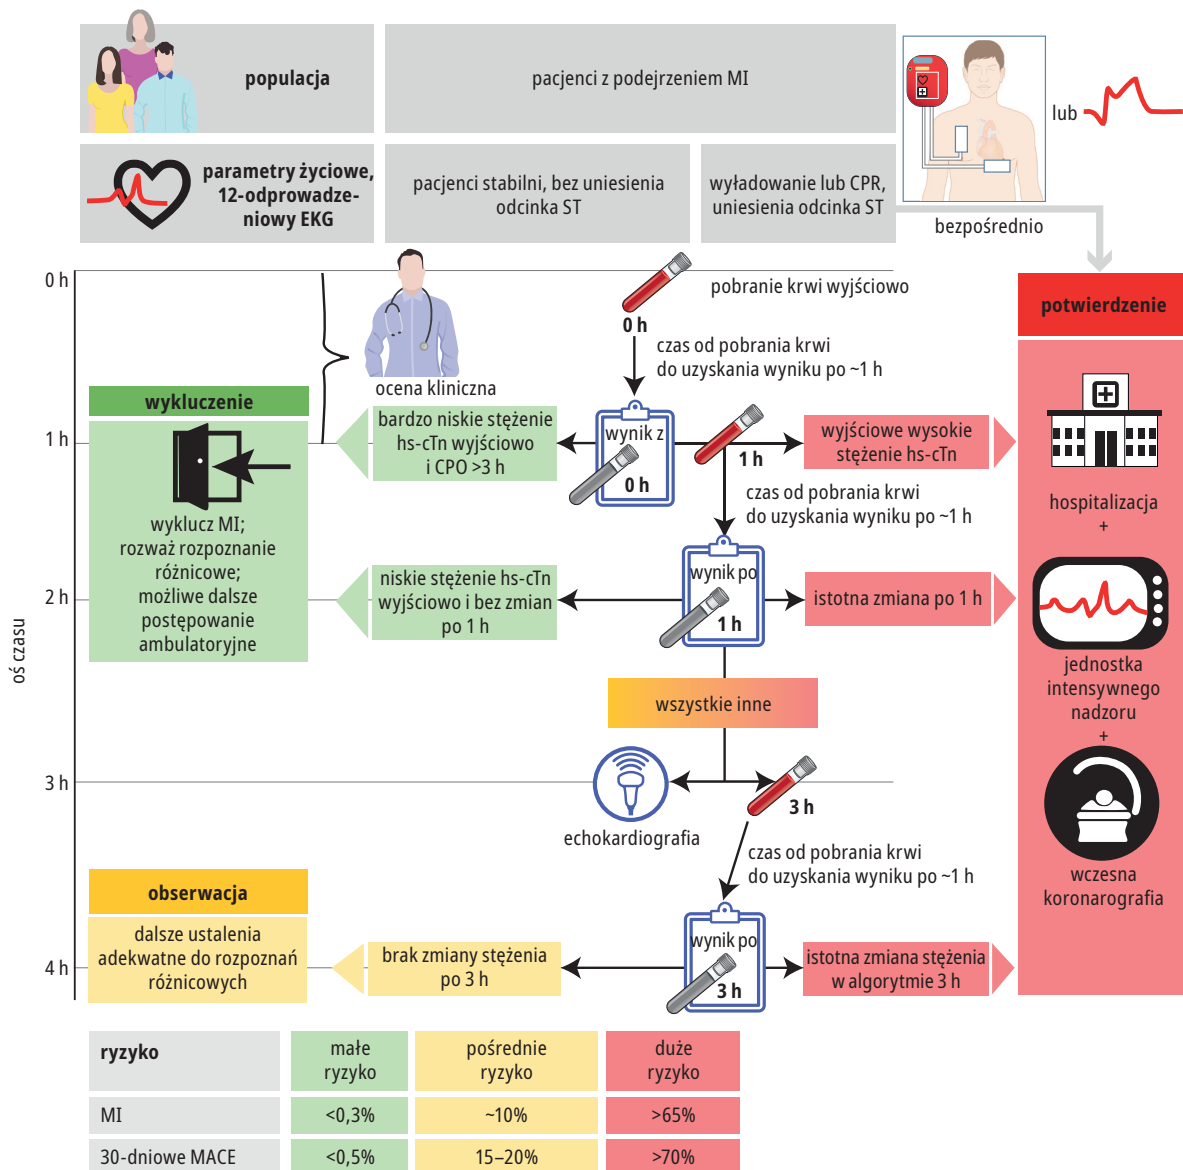 populacja
pacjenci z podejrzeniem MI
lub
parametry życiowe,
12-odprowadze-
niowy EKG
pacjenci stabilni, bez uniesienia
odcinka ST
wyładowanie lub CPR,
uniesienia odcinka ST
bezpośrednio
oś czasu
0 h
ocena kliniczna
0 h
pobranie krwi wyjściowo
czas od pobrania krwi
do uzyskania wyniku po ~1 h
potwierdzenie
wykluczenie
1 h
bardzo niskie stężenie
hs-cTn wyjściowo
i CPO >3 h
wynik z
0 h
1 h
wyjściowe wysokie
stężenie hs-cTn
czas od pobrania krwi
do uzyskania wyniku po ~1 h
hospitalizacja
+
wyklucz MI;
rozważ rozpoznanie
różnicowe;
możliwe dalsze
postępowanie
ambulatoryjne
2 h
niskie stężenie hs-cTn
wyjściowo i bez zmian
po 1 h
wynik po
1 h
istotna zmiana po 1 h
jednostka
intensywnego
nadzoru
+
wszystkie inne
3 h
echokardiografia
3 h
czas od pobrania krwi
do uzyskania wyniku po ~1 h
wczesna
koronarografia
obserwacja
dalsze ustalenia
adekwatne do rozpoznań
różnicowych
4 h
brak zmiany stężenia
po 3 h
wynik po
3 h
istotna zmiana stężenia
w algorytmie 3 h
ryzyko
małe
ryzyko
pośrednie
ryzyko
duże
ryzyko
MI
<0,3%
~10%
>65%
30-dniowe MACE
<0,5%
15–20%
>70%